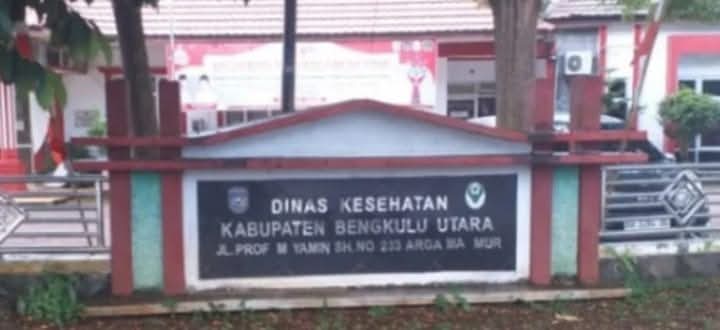 DINAS KESEHATAN
KABUPATEN BENGKULU UTARA
JL.PROF M YAMIN SH.NO 233 ARGA MA MUR